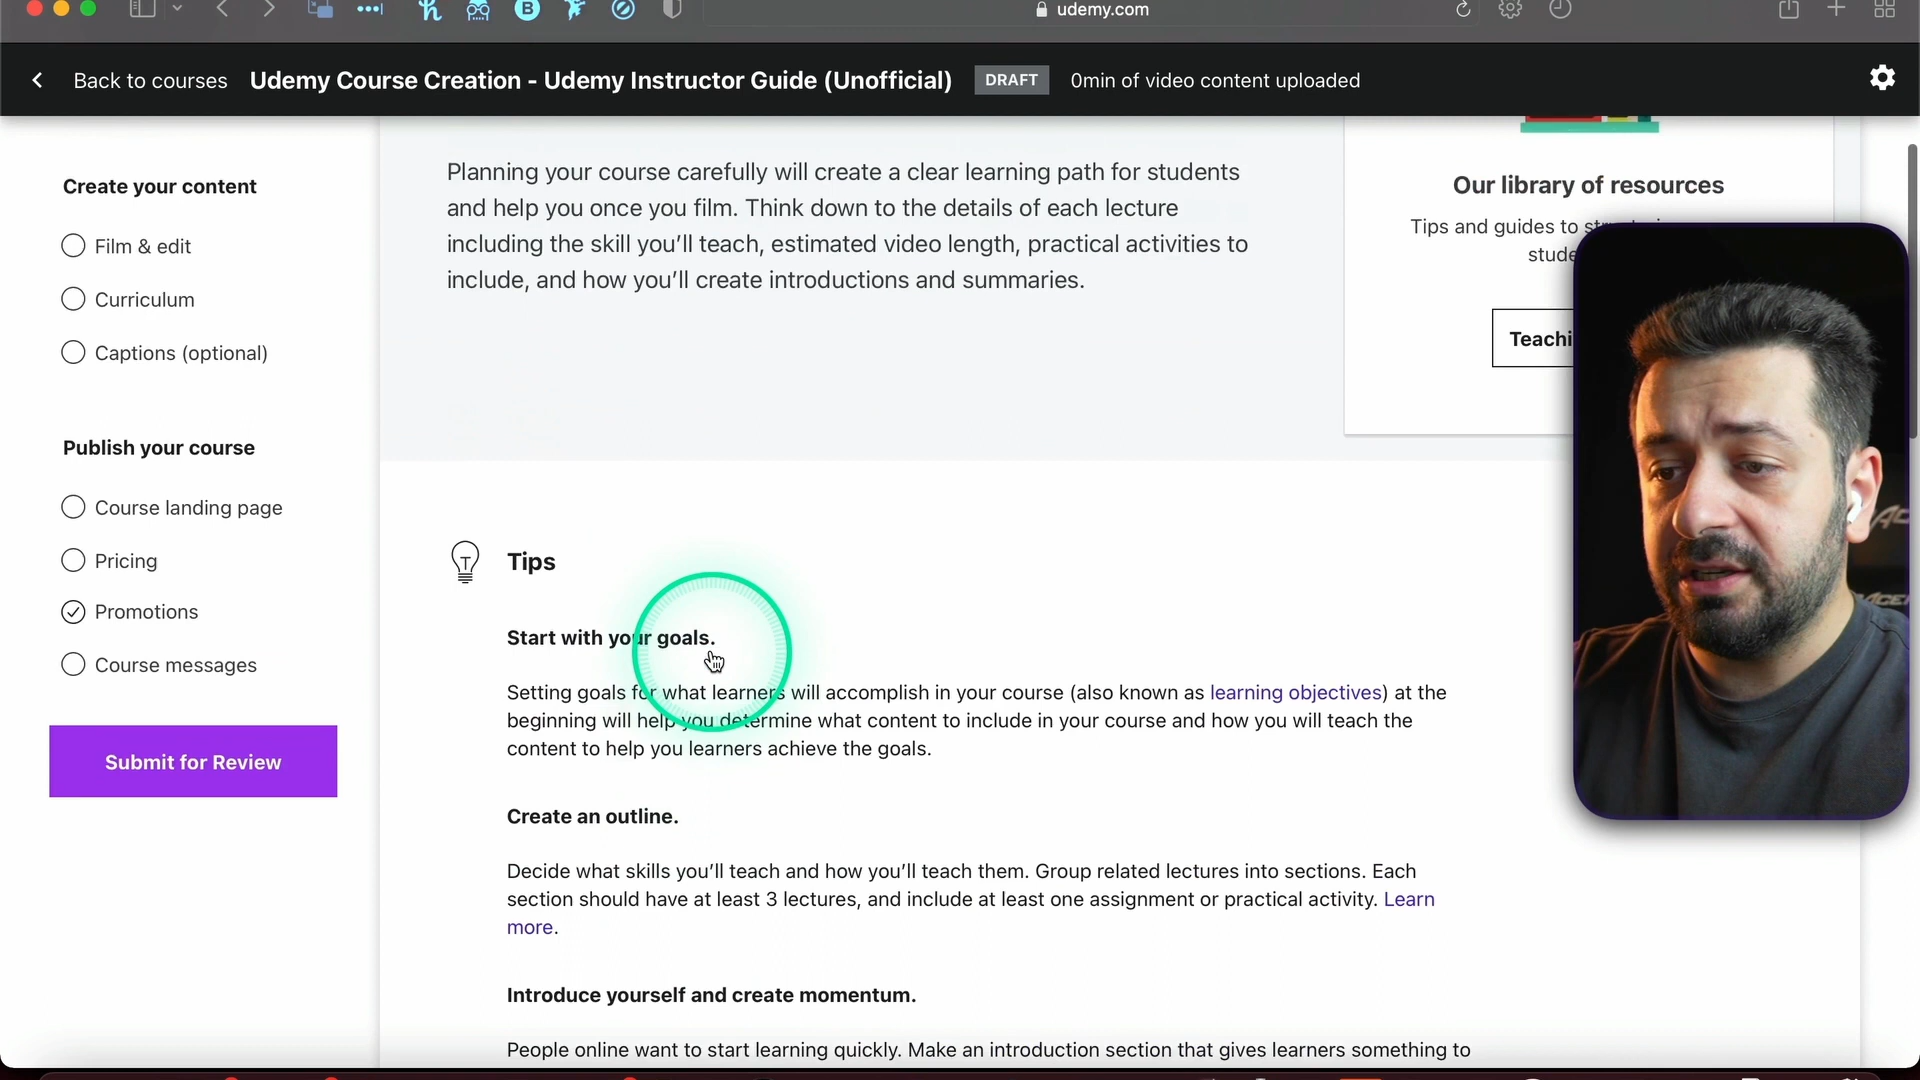 udemy.com
Back to courses
Udemy Course Creation - Udemy Instructor Guide (Unofficial)
DRAFT
0min of video content uploaded
Create your content
Film & edit
Curriculum
Captions (optional)
Publish your course
Course landing page
Pricing
Promotions
Course messages
Submit for Review
Planning your course carefully will create a clear learning path for students
and help you once you film. Think down to the details of each lecture
including the skill you’ll teach, estimated video length, practical activities to
include, and how you’ll create introductions and summaries.
Our library of resources
Tips and guides to
Tips
Start with your goals.
Setting goals for what learners will accomplish in your course (also known as learning objectives) at the
beginning will help you determine what content to include in your course and how you will teach the
content to help you learners achieve the goals.
Create an outline.
Decide what skills you’ll teach and how you’ll teach them. Group related lectures into sections. Each
section should have at least 3 lectures, and include at least one assignment or practical activity. Learn
more.
Introduce yourself and create momentum.
People online want to start learning quickly. Make an introduction section that gives learners something to